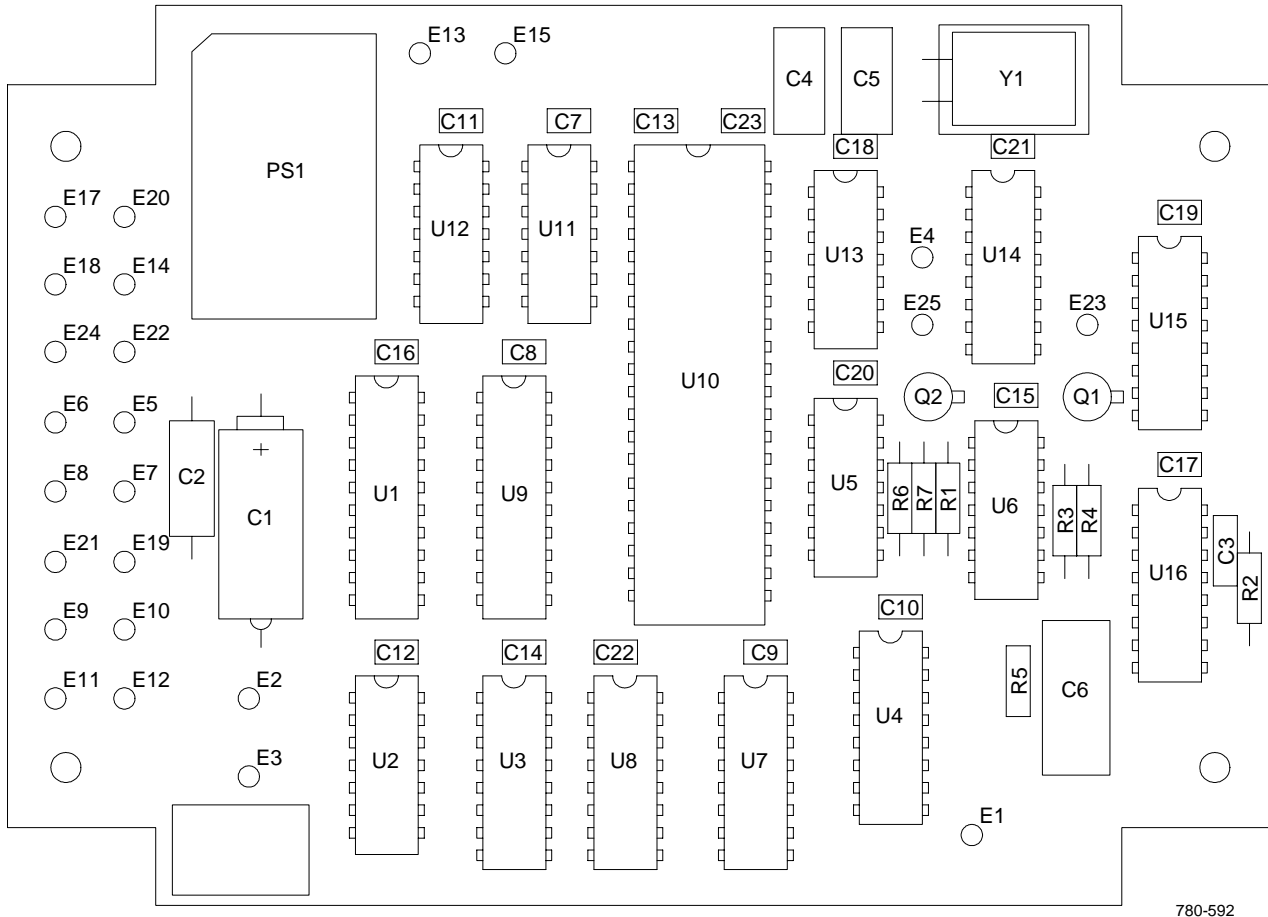 E13 E15
C4 C5 Y1
C11 C7 C13 C23
C18 C21
PS1
E17 E20 C19
U12 U11
E4
U13 U14
E18 E14
E25 E23
U15
E24 E22 C16 C8
C20
U10
E6 E5 Q2 C15 Q1
+
C17
E8 E7 C2
U1 U9 U5 R6 R7 R1 U6 R3 R4
C1
E21 E19 C3
U16 R2
E9 E10 C10
C12 C14 C22 C9
E11 E12 E2 R5 C6
U4
U2 U3 U8 U7
E3
E1
780-592